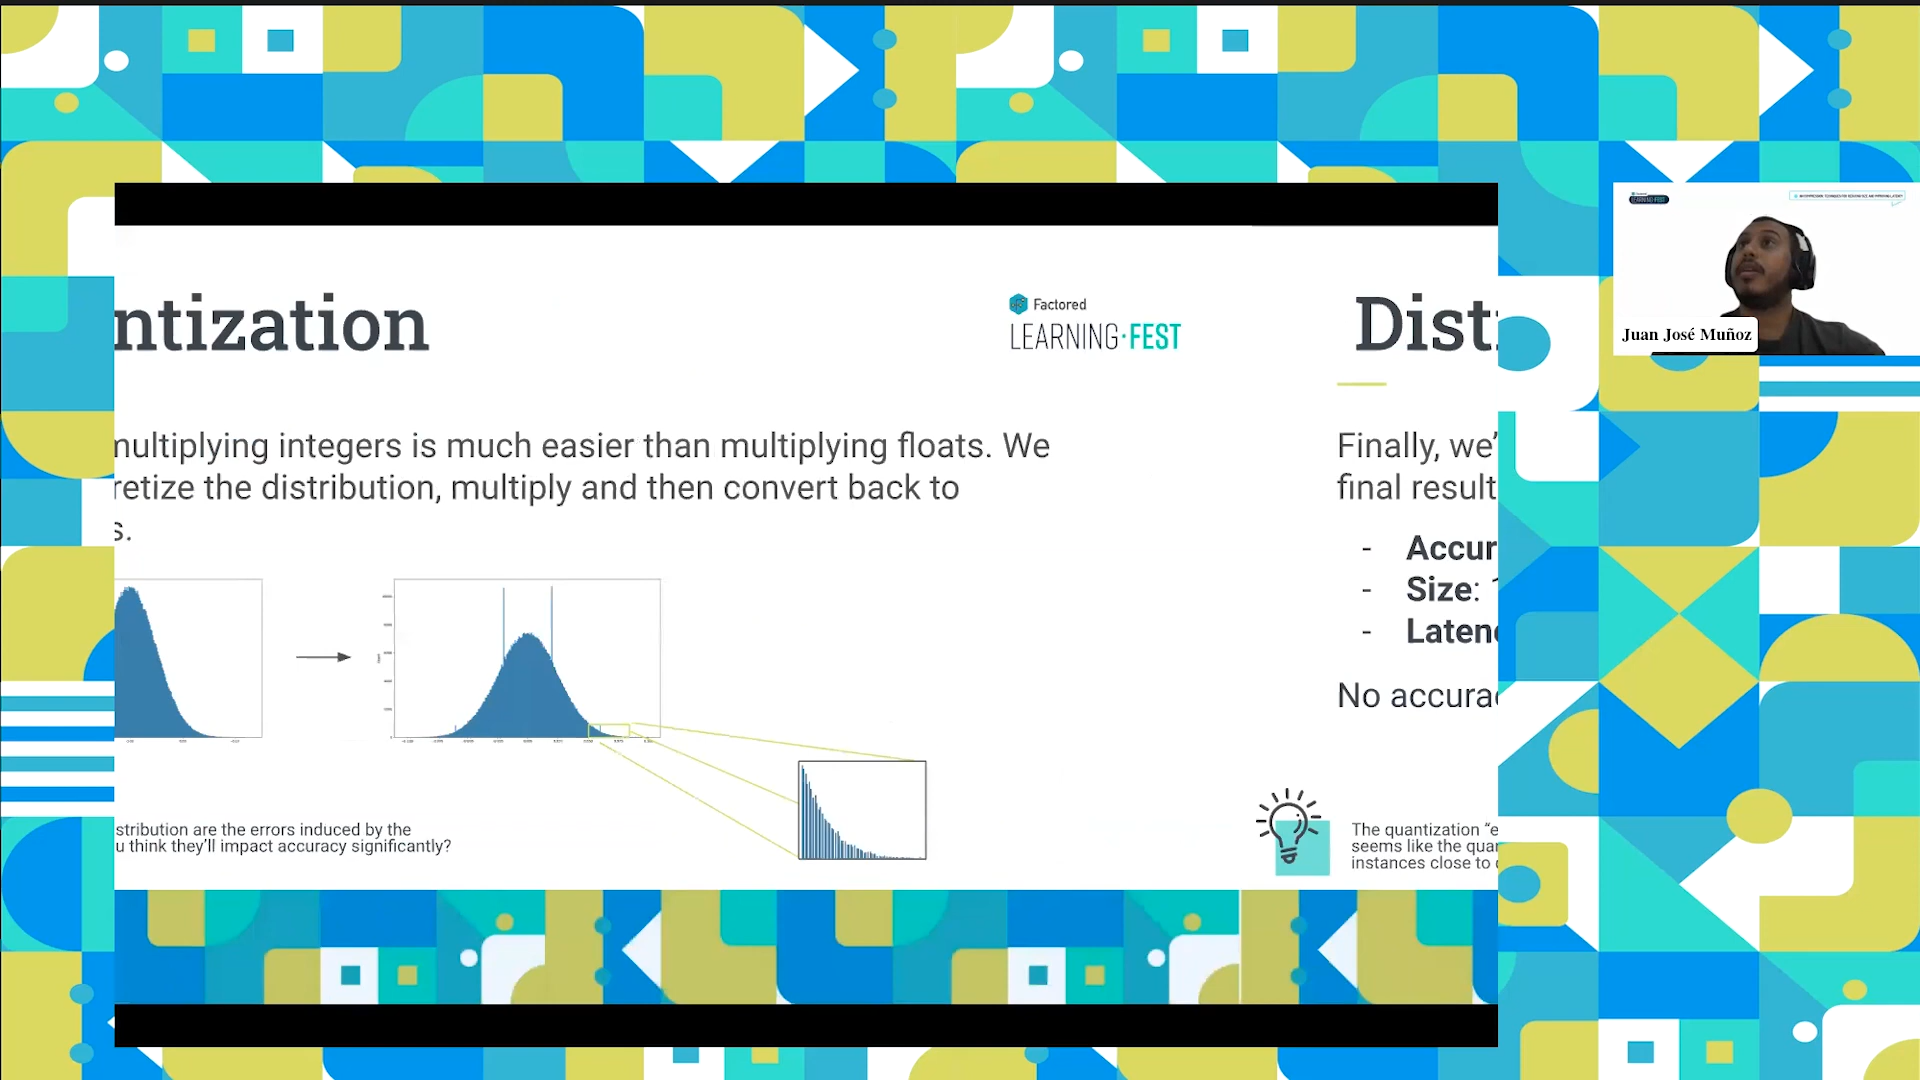 ntization
Factored
LEARNING·FEST
multiplying integers is much easier than multiplying floats. We
retize the distribution, multiply and then convert back to
s.
stribution are the errors induced by the
u think they'll impact accuracy significantly?
Dist
Finally, we'
final result
- Accur
- Size:
- Laten
No accura
The quantization "e
seems like the quan
instances close to
Juan José Muñoz